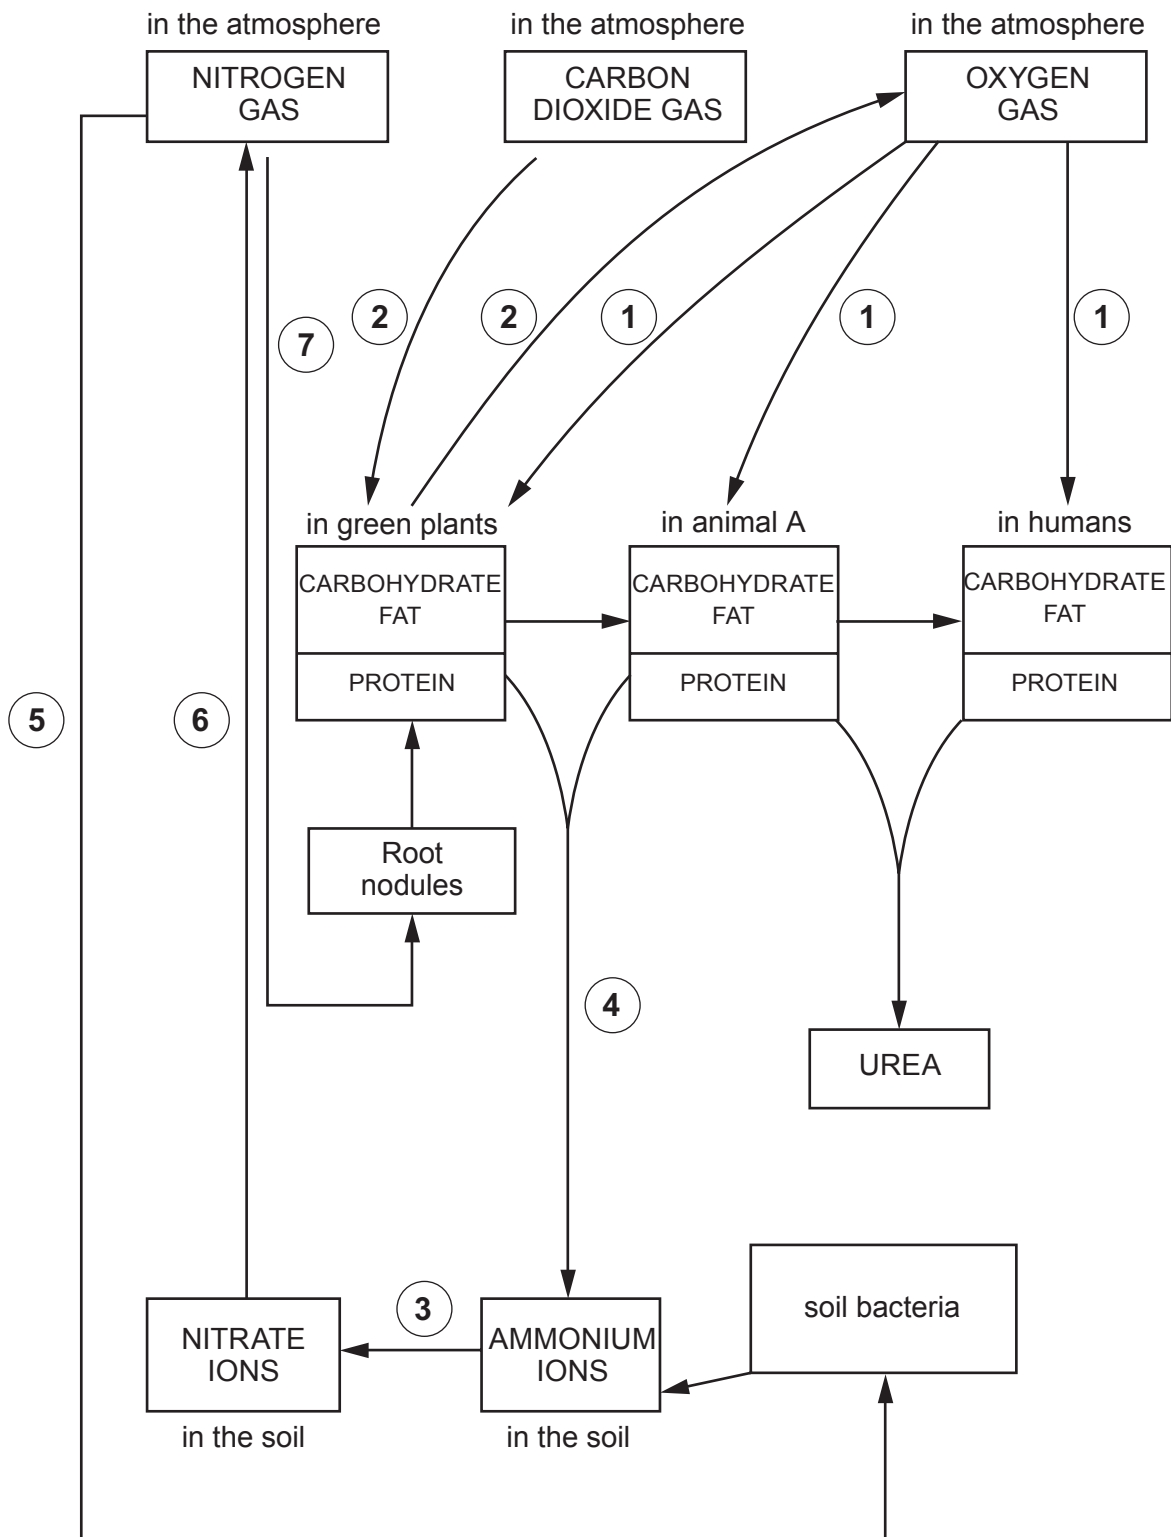 in the atmosphere
NITROGEN
GAS
in the atmosphere
CARBON
DIOXIDE GAS
in the atmosphere
OXYGEN
GAS
2
2
1
1
1
7
in green plants
CARBOHYDRATE
FAT
PROTEIN
in animal A
CARBOHYDRATE
FAT
PROTEIN
in humans
CARBOHYDRATE
FAT
PROTEIN
5
6
Root
nodules
4
UREA
soil bacteria
3
NITRATE
IONS
in the soil
AMMONIUM
IONS
in the soil